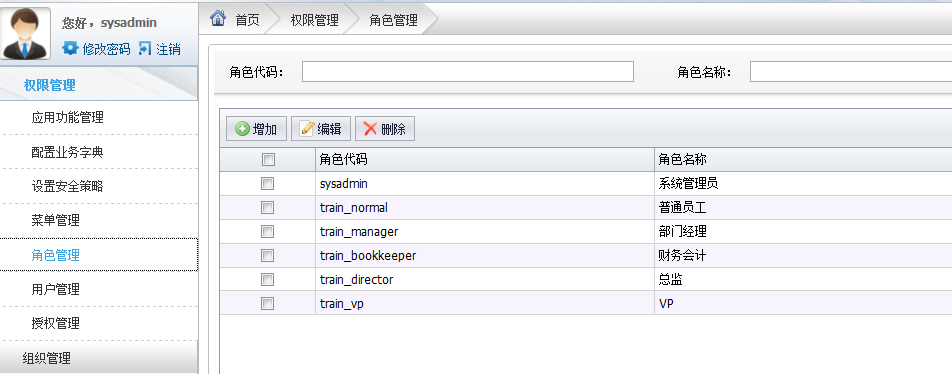 您好，sysadmin
修改密码 注销
首页 权限管理 角色管理
权限管理
应用功能管理
配置业务字典
设置安全策略
菜单管理
角色管理
用户管理
授权管理
组织管理
角色代码： 角色名称：
增加 编辑 删除
角色代码 角色名称
sysadmin 系统管理员
train_normal 普通员工
train_manager 部门经理
train_bookkeeper 财务会计
train_director 总监
train_vp VP